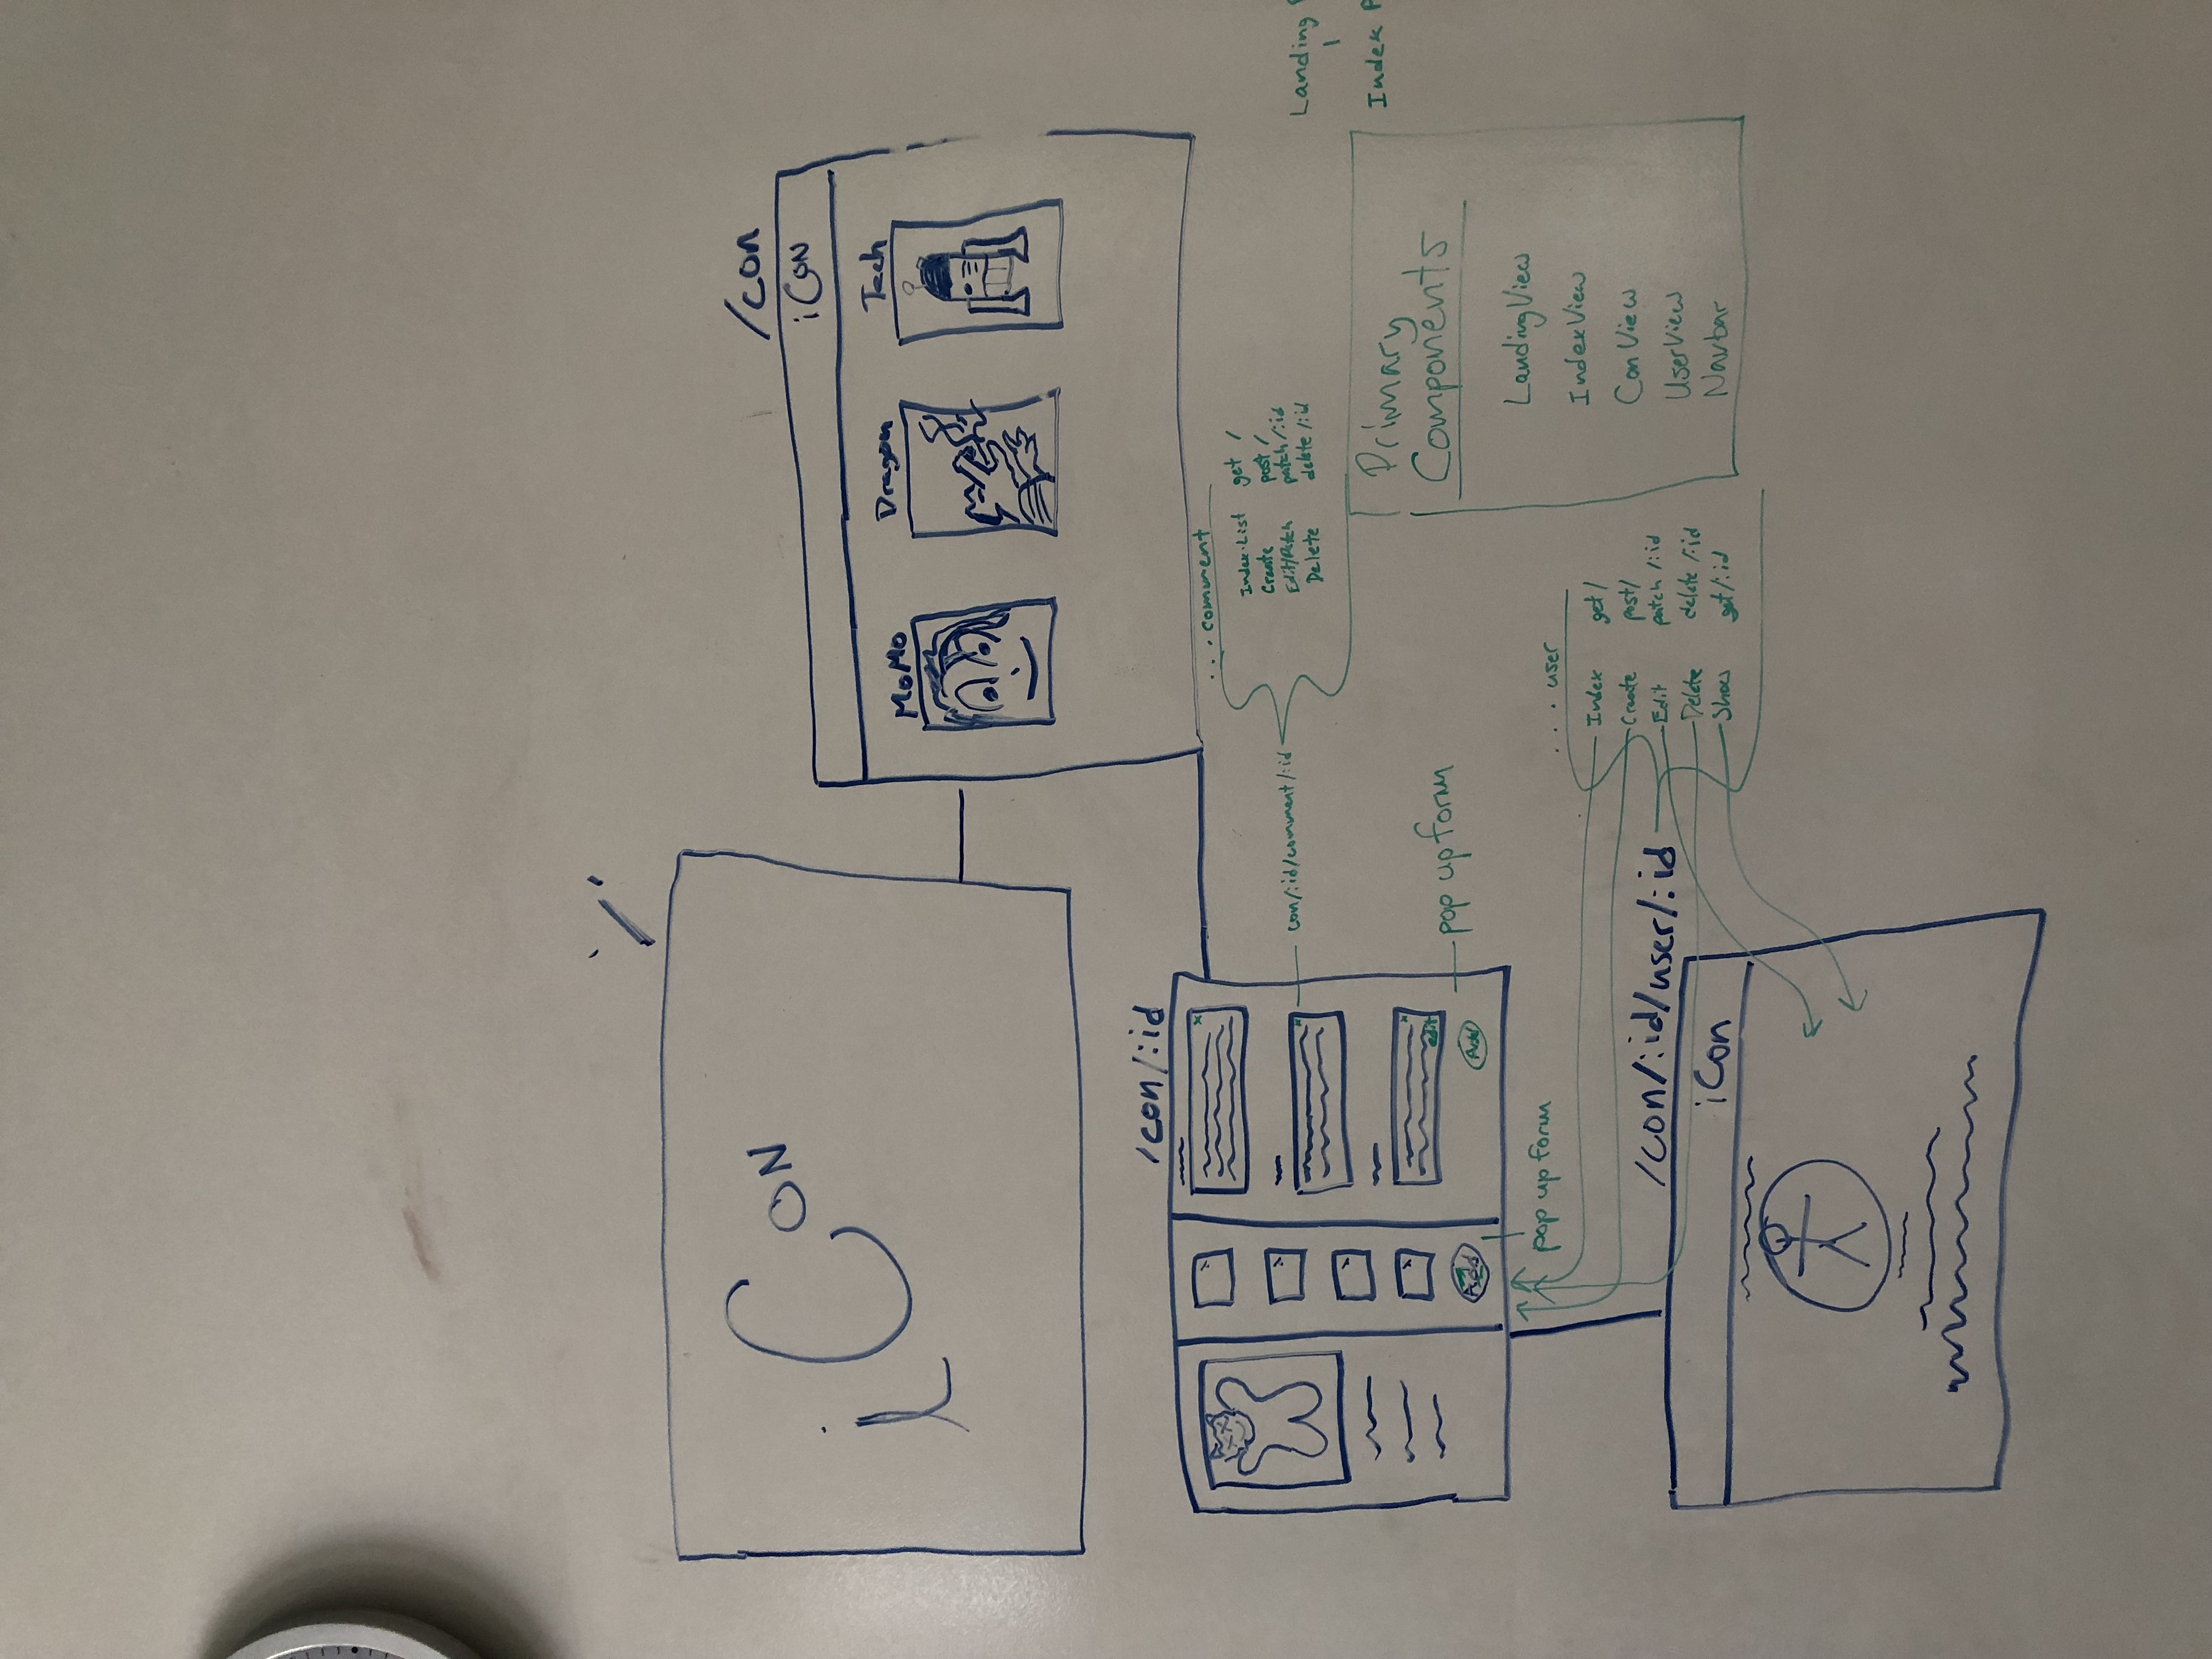 '/'
iCON
/con
iCON
MoMo
Dragon
Tech
/con/:id
x
x
x
edit
Add
Add
con/:id/comment/:id
pop up form
pop up form
... comment
Index-List get /
Create post /
Edit/Patch patch /:id
Delete delete /:id
Landing P
Index P
Primary
Components
LandingView
IndexView
ConView
UserView
Navbar
... user
Index get /
Create post/
Edit patch /:id
Delete delete /:id
Show get/:id
/con/:id/user/:id
iCon